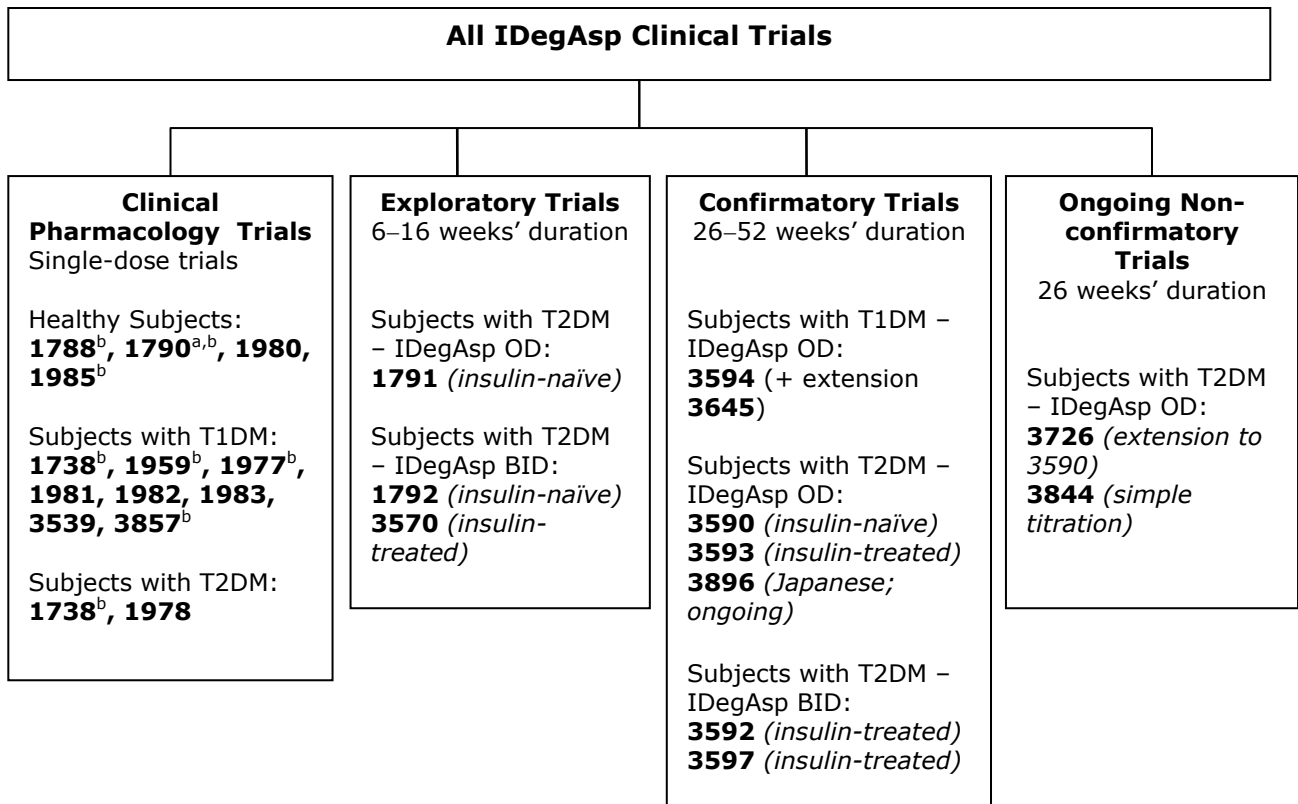 All IDegAsp Clinical Trials
Clinical
Pharmacology Trials
Single-dose trials
Healthy Subjects:
1788b, 1790a,b, 1980,
1985b
Subjects with T1DM:
1738b, 1959b, 1977b,
1981, 1982, 1983,
3539, 3857b
Subjects with T2DM:
1738b, 1978
Exploratory Trials
6–16 weeks’ duration
Subjects with T2DM
– IDegAsp OD:
1791 (insulin-naïve)
Subjects with T2DM
– IDegAsp BID:
1792 (insulin-naïve)
3570 (insulin-
treated)
Confirmatory Trials
26–52 weeks’ duration
Subjects with T1DM –
IDegAsp OD:
3594 (+ extension
3645)
Subjects with T2DM –
IDegAsp OD:
3590 (insulin-naïve)
3593 (insulin-treated)
3896 (Japanese;
ongoing)
Subjects with T2DM –
IDegAsp BID:
3592 (insulin-treated)
3597 (insulin-treated)
Ongoing Non-
confirmatory
Trials
26 weeks’ duration
Subjects with T2DM
– IDegAsp OD:
3726 (extension to
3590)
3844 (simple
titration)